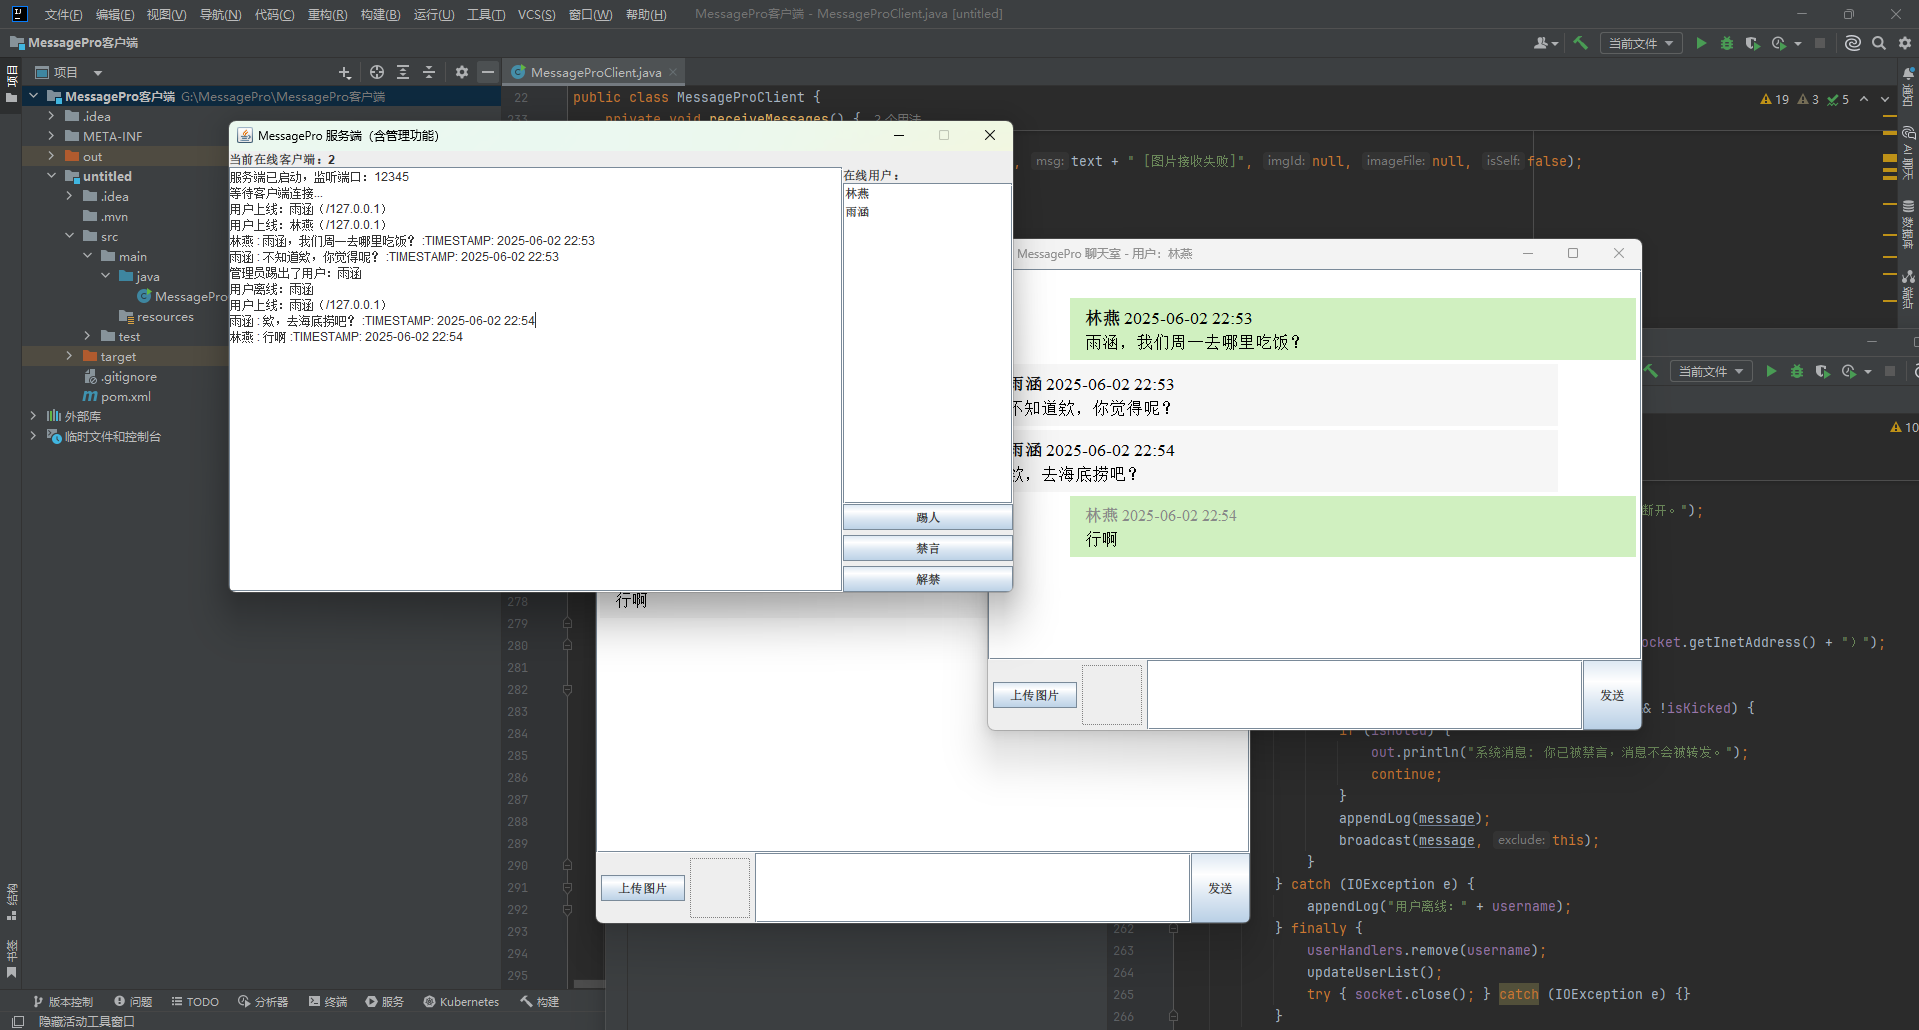 文件(F) 编辑(E) 视图(V) 导航(N) 代码(C) 重构(R) 构建(B) 运行(U) 工具(T) VCS(S) 窗口(W) 帮助(H) MessagePro客户端 - MessageProClient.java [untitled]
MessagePro客户端
当前文件
项目
项目
MessageProClient.java
MessagePro客户端 G:\MessagePro\MessagePro客户端
.idea
META-INF
out
untitled
.idea
.mvn
src
main
java
MessagePro
resources
test
target
.gitignore
pom.xml
外部库
临时文件和控制台
22 public class MessageProClient {
233 private void receiveMessages() { 2 个用法
, msg: text + " [图片接收失败]", imgId: null, imageFile: null, isSelf: false);
19 3 5
通知
AI 聊天
数据库
端点
MessagePro 服务端（含管理功能）
当前在线客户端：2
服务端已启动，监听端口：12345
等待客户端连接...
用户上线：雨涵（/127.0.0.1）
用户上线：林燕（/127.0.0.1）
林燕 : 雨涵，我们周一去哪里吃饭？ :TIMESTAMP: 2025-06-02 22:53
雨涵 : 不知道欸，你觉得呢？ :TIMESTAMP: 2025-06-02 22:53
管理员踢出了用户：雨涵
用户离线：雨涵
用户上线：雨涵（/127.0.0.1）
雨涵 : 欸，去海底捞吧？ :TIMESTAMP: 2025-06-02 22:54
林燕 : 行啊 :TIMESTAMP: 2025-06-02 22:54
在线用户：
林燕
雨涵
踢人
禁言
解禁
MessagePro 聊天室 - 用户：林燕
林燕 2025-06-02 22:53
雨涵，我们周一去哪里吃饭？
雨涵 2025-06-02 22:53
不知道欸，你觉得呢？
雨涵 2025-06-02 22:54
欸，去海底捞吧？
林燕 2025-06-02 22:54
行啊
上传图片
发送
行啊
上传图片
发送
278
279
280
281
282
283
284
285
286
287
288
289
290
291
292
293
294
295
当前文件
10
断开。");
ocket.getInetAddress() + "）");
& !isKicked) {
if (isMuted) {
out.println("系统消息: 你已被禁言，消息不会被转发。");
continue;
}
appendLog(message);
broadcast(message, exclude: this);
}
} catch (IOException e) {
appendLog("用户离线：" + username);
262 } finally {
263 userHandlers.remove(username);
264 updateUserList();
265 try { socket.close(); } catch (IOException e) {}
266 }
结构
书签
版本控制 问题 TODO 分析器 终端 服务 Kubernetes 构建
隐藏活动工具窗口